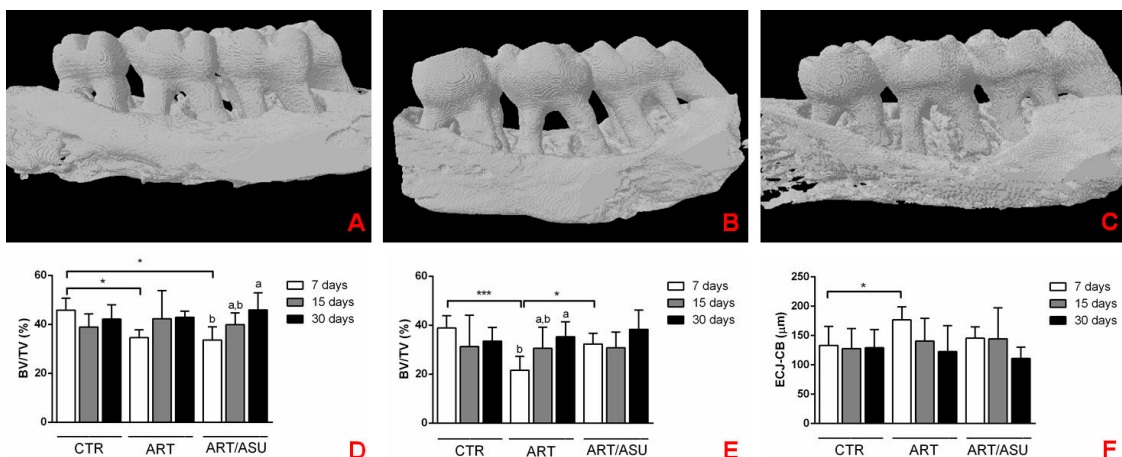 A
B
C
BV/TV (%)
60
40
20
0
*
*
b
a,b
a
7 days
15 days
30 days
CTR
ART
ART/ASU
D
BV/TV (%)
60
40
20
0
***
*
b
a,b
a
7 days
15 days
30 days
CTR
ART
ART/ASU
E
ECJ-CB (µm)
250
200
150
100
50
0
*
7 days
15 days
30 days
CTR
ART
ART/ASU
F